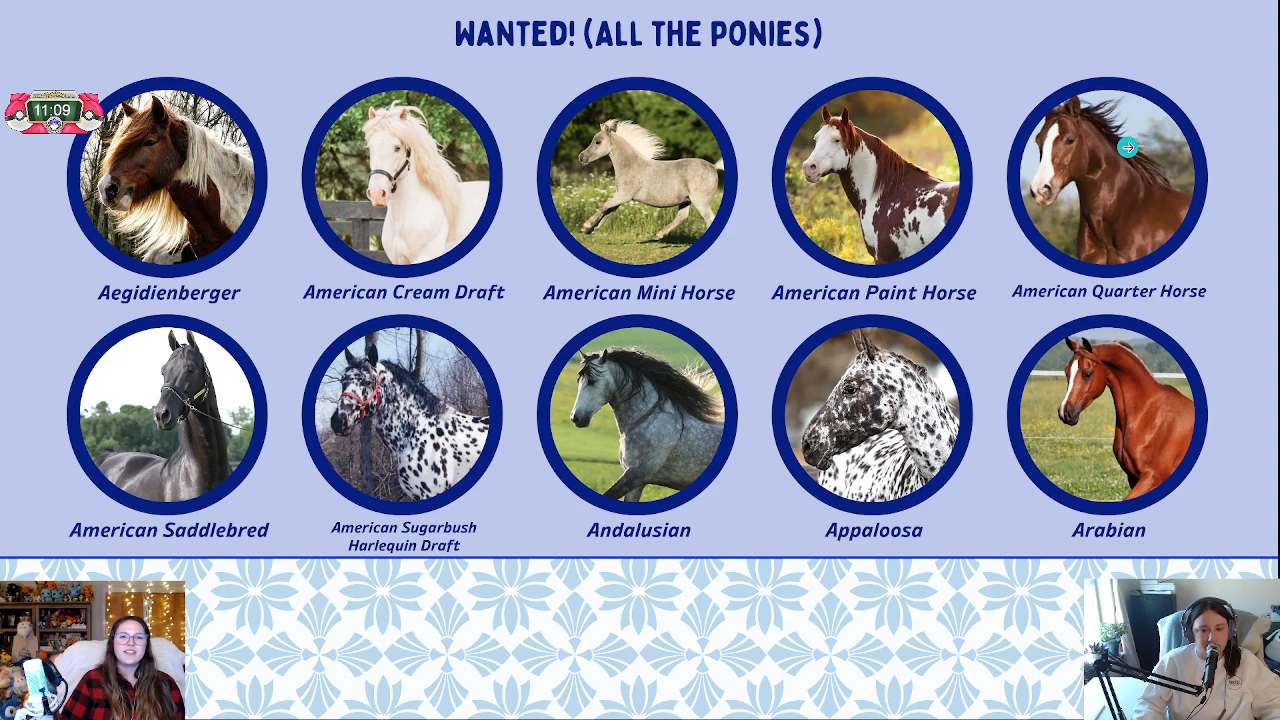 WANTED! (ALL THE PONIES)
11:09
Aegidienberger
American Cream Draft
American Mini Horse
American Paint Horse
American Quarter Horse
American Saddlebred
American Sugarbush
Harlequin Draft
Andalusian
Appaloosa
Arabian